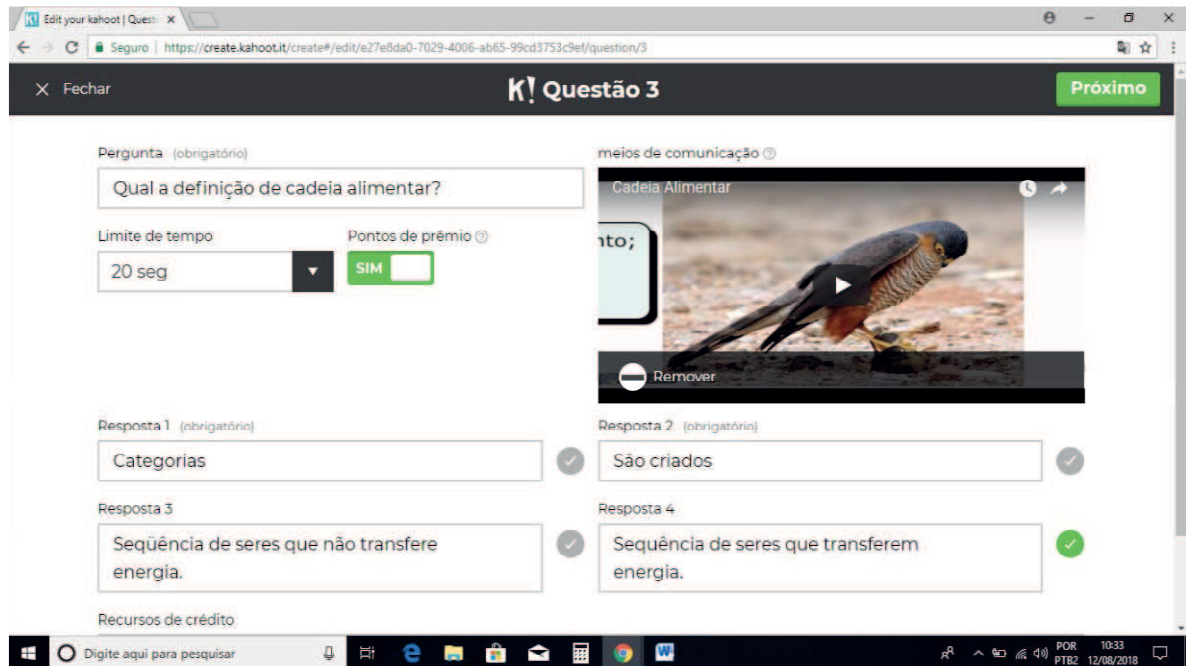 Edit your kahoot | Quest
Seguro | https://create.kahoot.it/create#/edit/e27e8da0-7029-4006-ab65-99cd3753c9ef/question/3
Fechar
K! Questão 3
Próximo
Pergunta (obrigatório)
Qual a definição de cadeia alimentar?
meios de comunicação
Cadeia Alimentar
nto;
Remover
Limite de tempo
20 seg
Pontos de prêmio
SIM
Resposta 1 (obrigatório)
Categorias
Resposta 2 (obrigatório)
São criados
Resposta 3
Seqüência de seres que não transfere
energia.
Resposta 4
Sequência de seres que transferem
energia.
Recursos de crédito
Digite aqui para pesquisar
POR
PTB2
10:33
12/08/2018